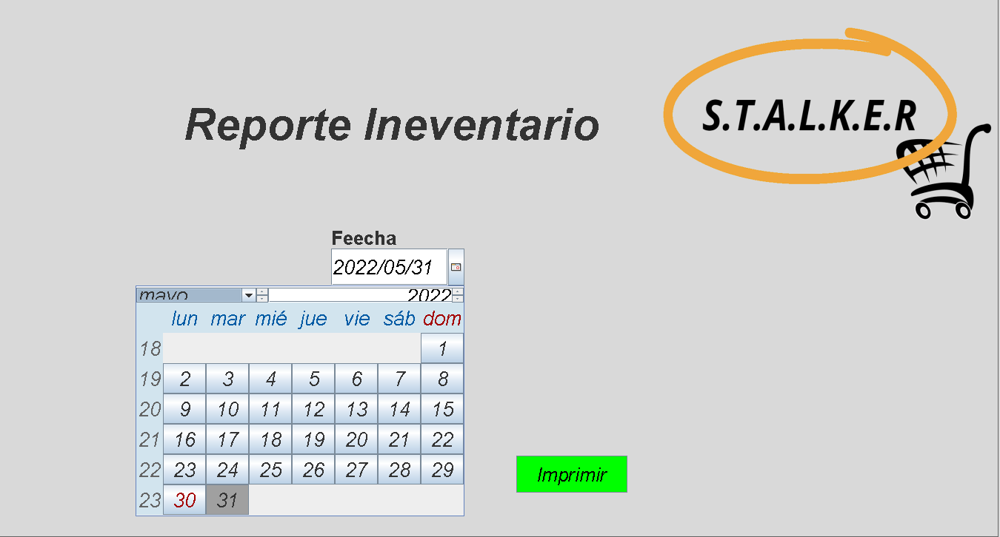 S.T.A.L.K.E.R
Reporte Ineventario
Feecha
2022/05/31
mayo 2022
lun mar mié jue vie sáb dom
18 1
19 2 3 4 5 6 7 8
20 9 10 11 12 13 14 15
21 16 17 18 19 20 21 22
22 23 24 25 26 27 28 29
23 30 31
Imprimir